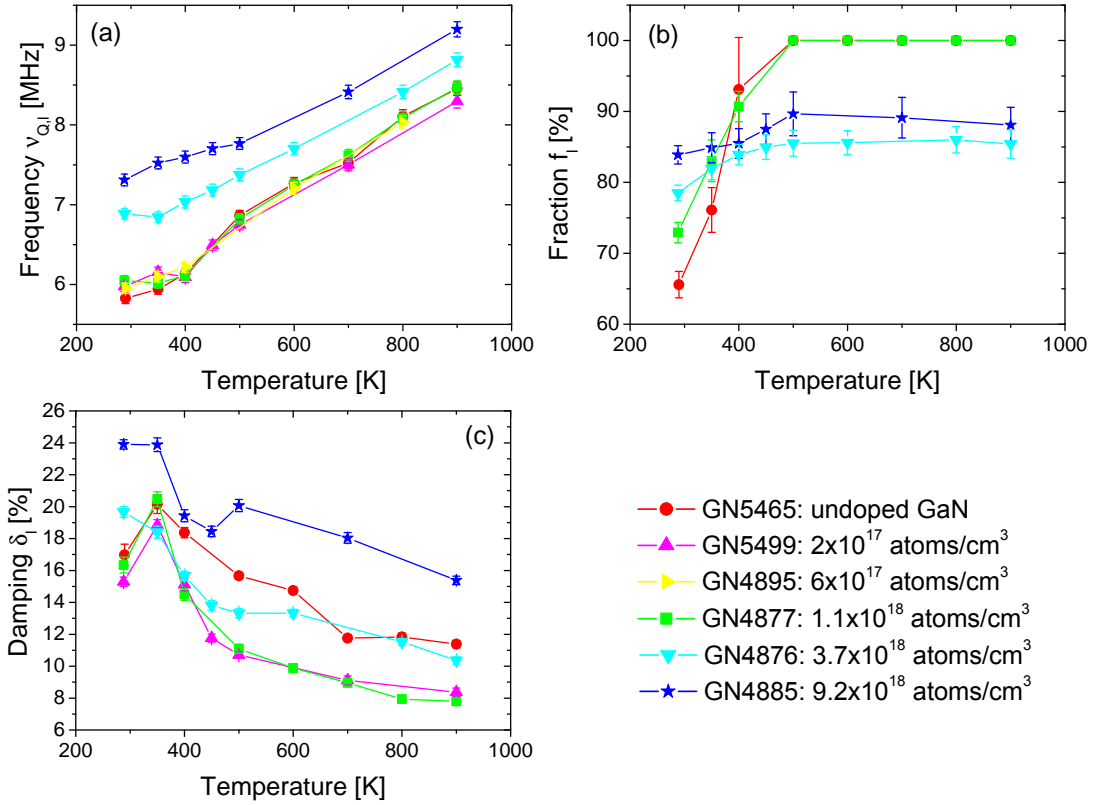 (a)
Frequency ν_Q,l [MHz]
9
8
7
6
200 400 600 800 1000
Temperature [K]
(b)
Fraction f_l [%]
100
90
80
70
60
200 400 600 800 1000
Temperature [K]
(c)
Damping δ_l [%]
26
24
22
20
18
16
14
12
10
8
6
200 400 600 800 1000
Temperature [K]
GN5465: undoped GaN
GN5499: 2x10^17 atoms/cm^3
GN4895: 6x10^17 atoms/cm^3
GN4877: 1.1x10^18 atoms/cm^3
GN4876: 3.7x10^18 atoms/cm^3
GN4885: 9.2x10^18 atoms/cm^3